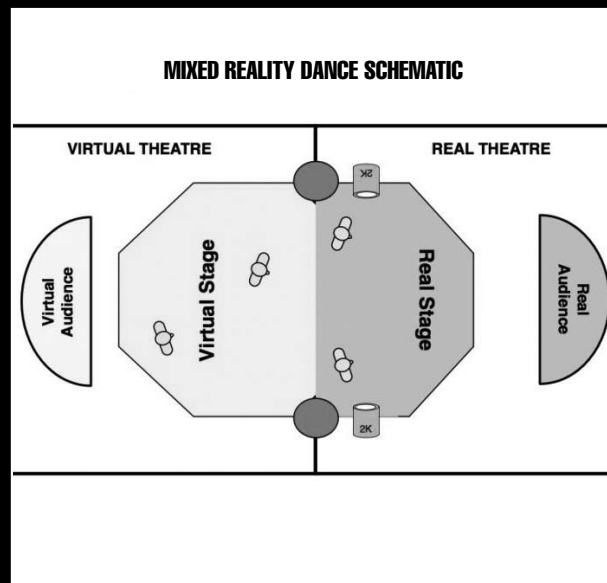 MIXED REALITY DANCE SCHEMATIC
VIRTUAL THEATRE
REAL THEATRE
2K
Virtual
Audience
Virtual Stage
Real Stage
Real
Audience
2K